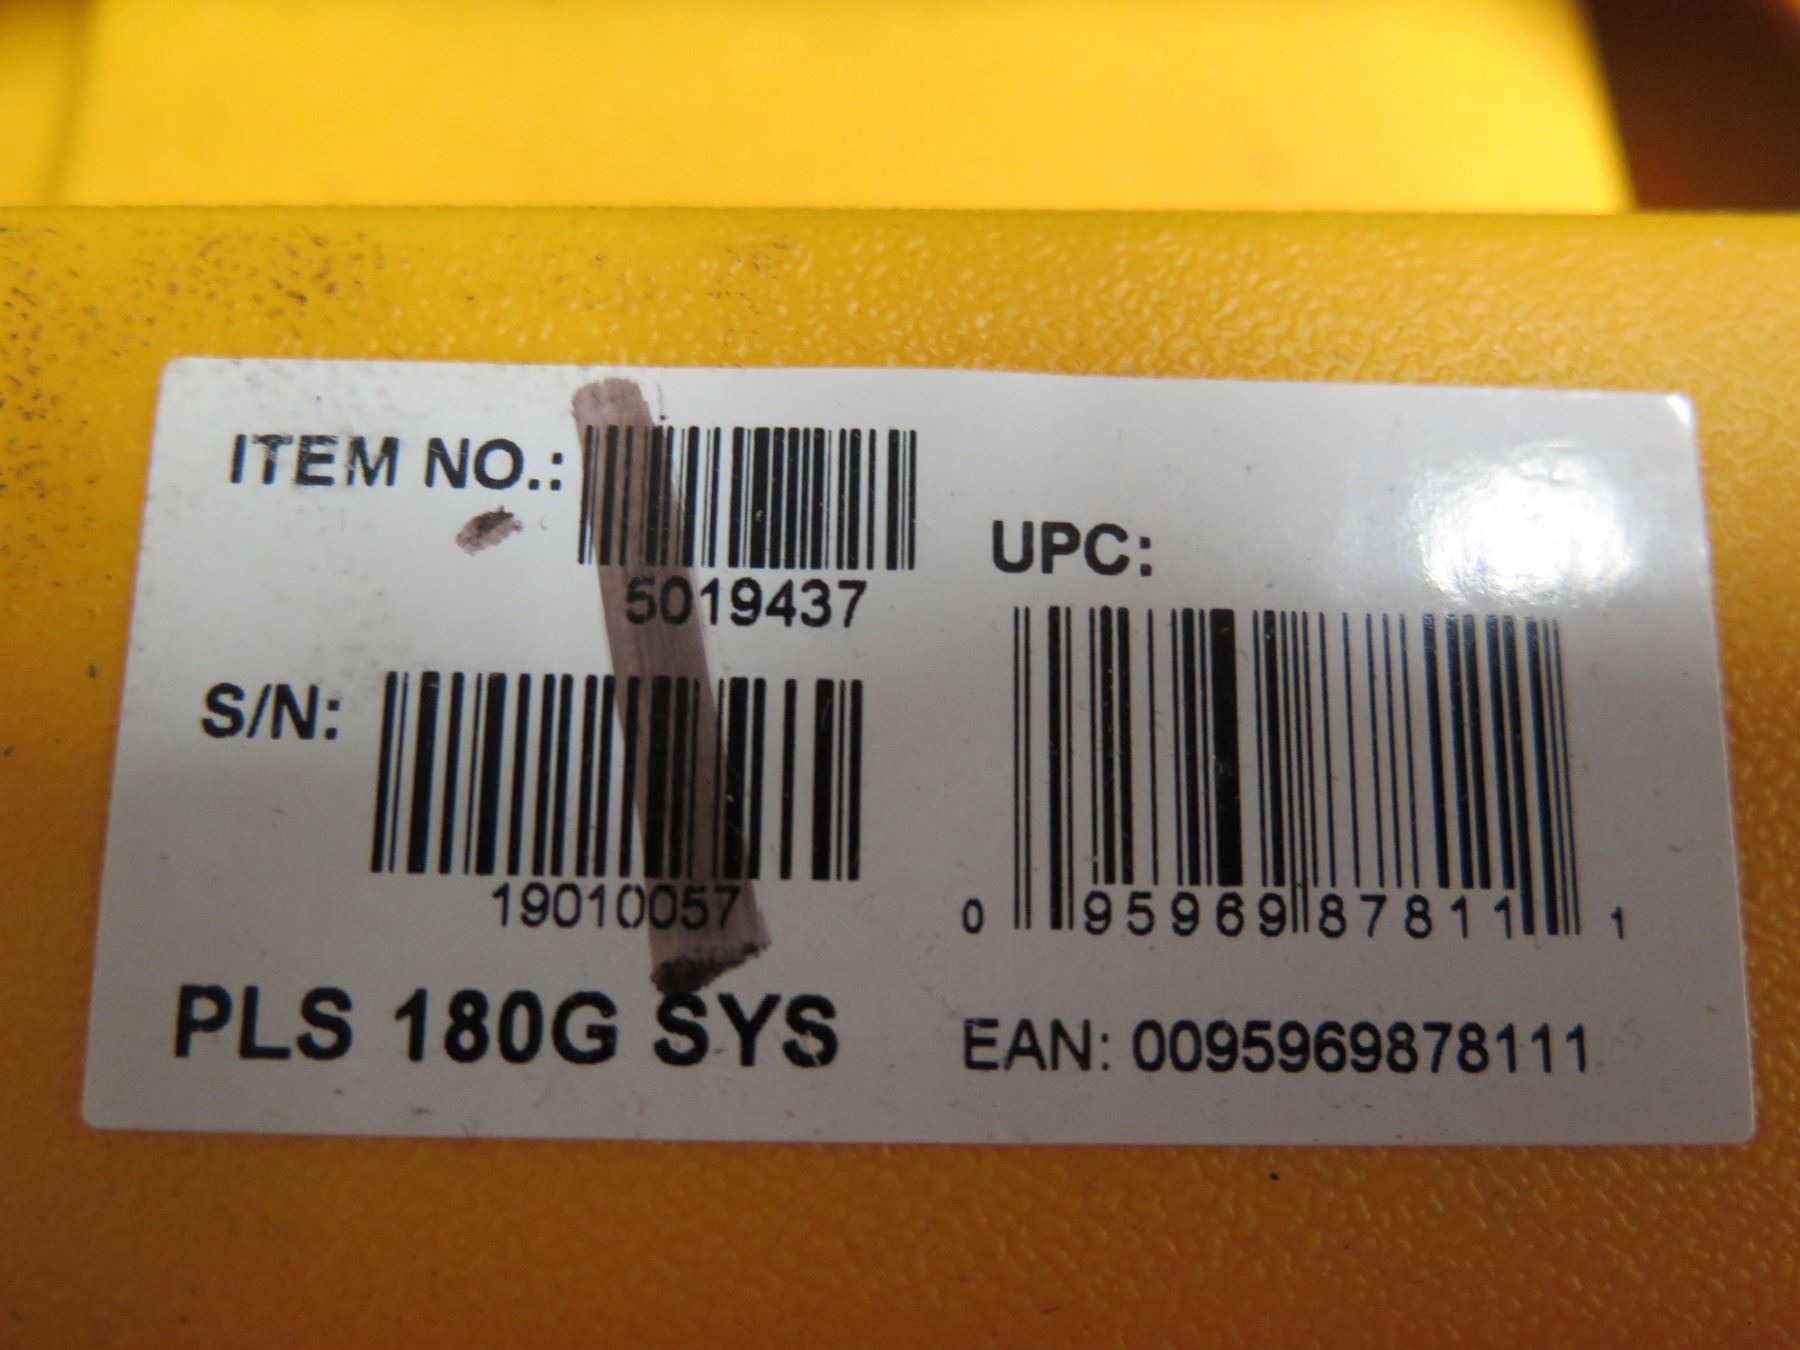 ITEM NO.:
5019437
S/N:
19010057
PLS 180G SYS
UPC:
0 95969 87811 1
EAN: 0095969878111